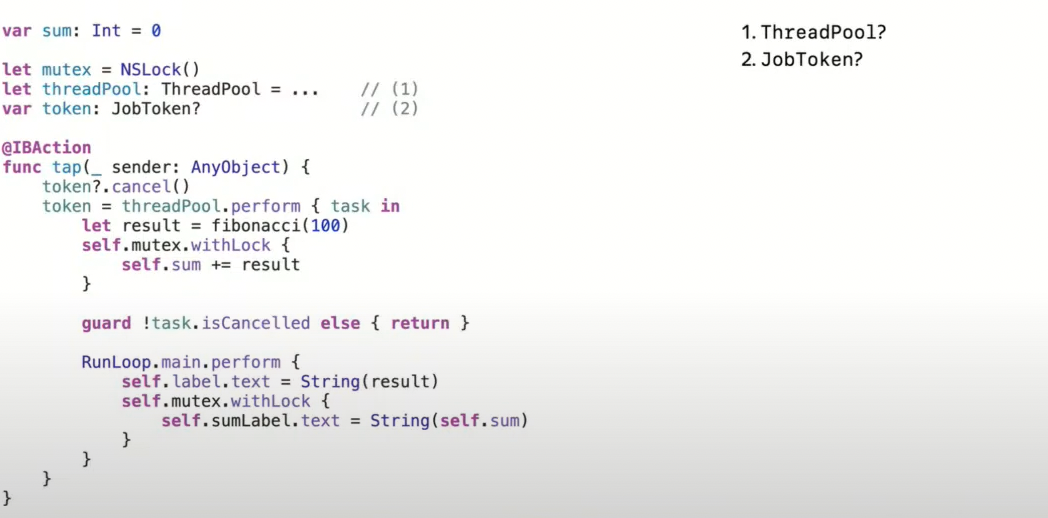 var sum: Int = 0
let mutex = NSLock()
let threadPool: ThreadPool = ... // (1)
var token: JobToken? // (2)
@IBAction
func tap(_ sender: AnyObject) {
token?.cancel()
token = threadPool.perform { task in
let result = fibonacci(100)
self.mutex.withLock {
self.sum += result
}
guard !task.isCancelled else { return }
RunLoop.main.perform {
self.label.text = String(result)
self.mutex.withLock {
self.sumLabel.text = String(self.sum)
}
}
}
}
1. ThreadPool?
2. JobToken?